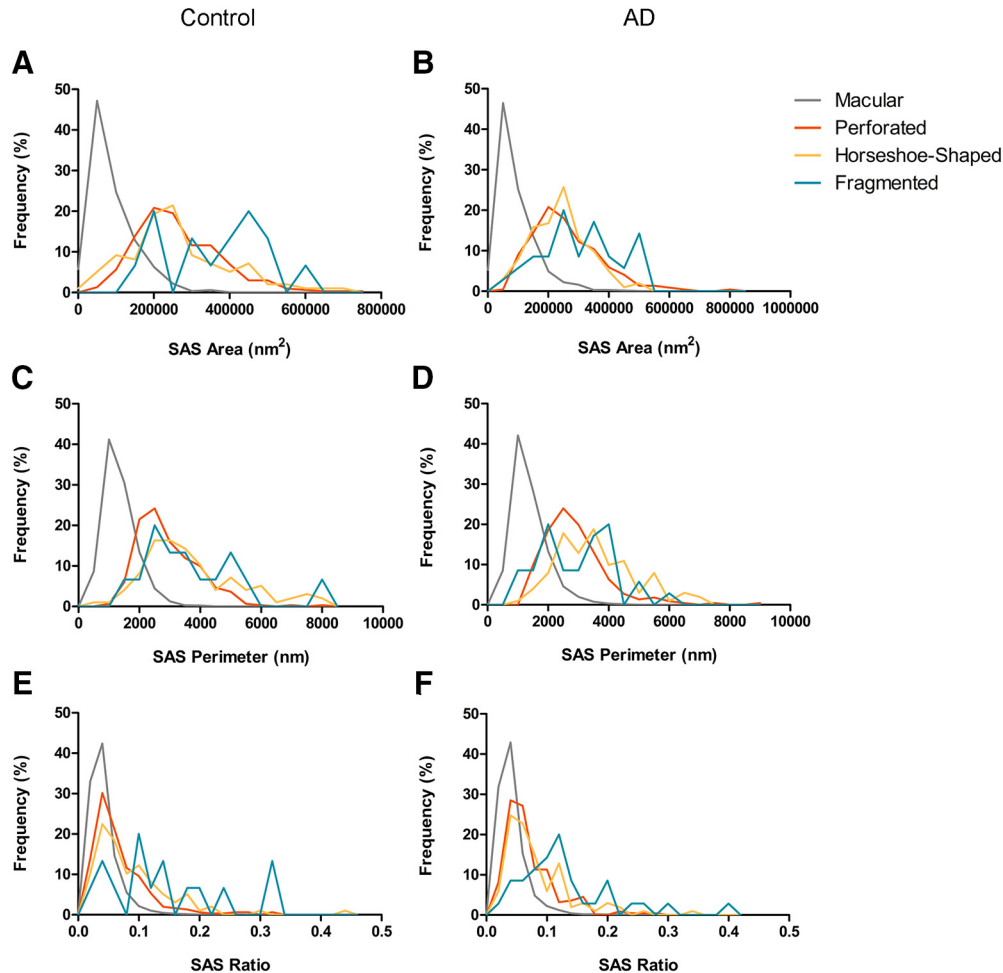 Control
AD
A
B
Macular
Perforated
Horseshoe-Shaped
Fragmented
Frequency (%)
50
40
30
20
10
0
0
200000
400000
600000
800000
SAS Area (nm²)
Frequency (%)
50
40
30
20
10
0
0
200000
400000
600000
800000
1000000
SAS Area (nm²)
C
D
Frequency (%)
50
40
30
20
10
0
0
2000
4000
6000
8000
10000
SAS Perimeter (nm)
Frequency (%)
50
40
30
20
10
0
0
2000
4000
6000
8000
10000
SAS Perimeter (nm)
E
F
Frequency (%)
50
40
30
20
10
0
0.0
0.1
0.2
0.3
0.4
0.5
SAS Ratio
Frequency (%)
50
40
30
20
10
0
0.0
0.1
0.2
0.3
0.4
0.5
SAS Ratio